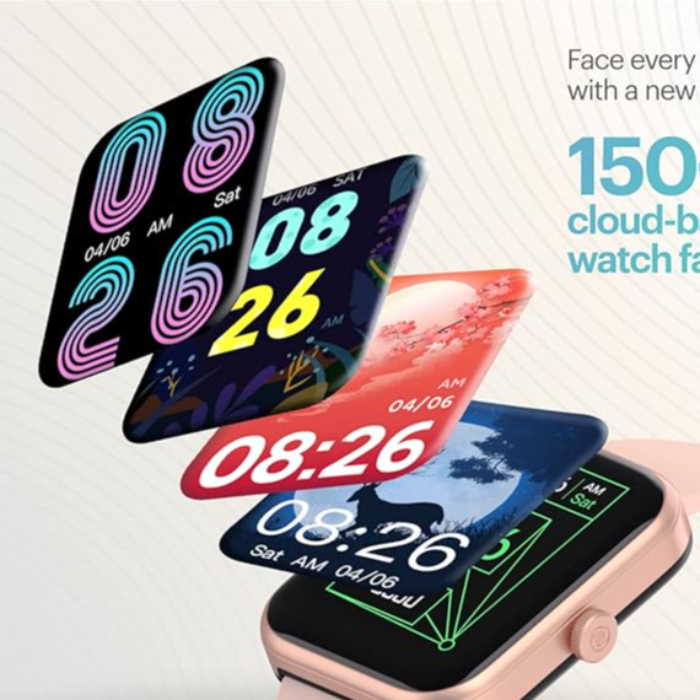 Face every
with a new
150
cloud-b
watch fa
08
04/06 AM Sat
26
04/06 SAT
08
26
AM
AM
04/06
08:26
08:26
Sat AM 04/06
AM
Sat